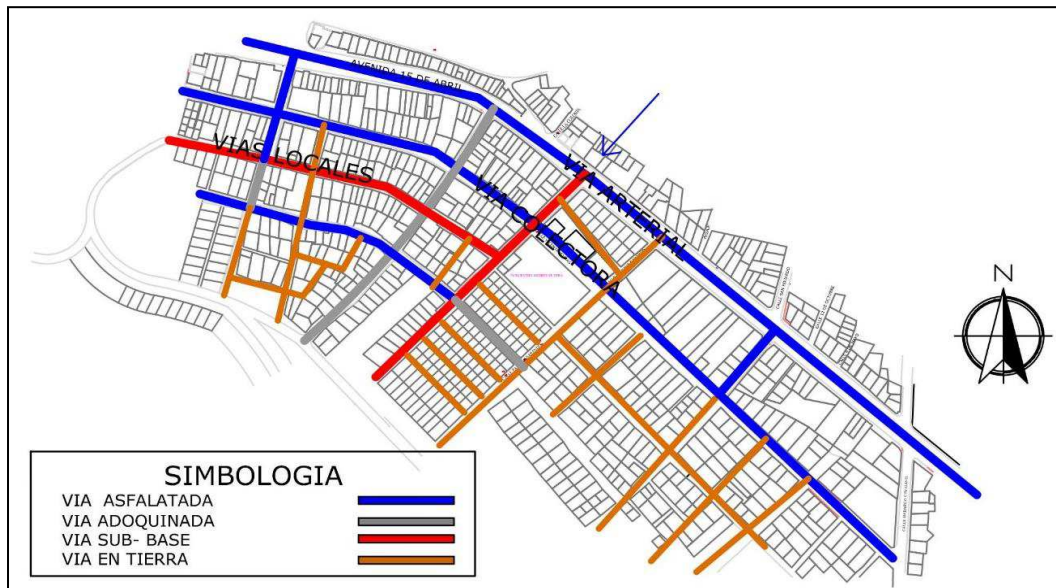 AVENIDA 15 DE ABRIL
VIAS LOCALES
VIA ARTERIAL
VIA COLECTORA
N
SIMBOLOGIA
VIA ASFALATADA
VIA ADOQUINADA
VIA SUB- BASE
VIA EN TIERRA